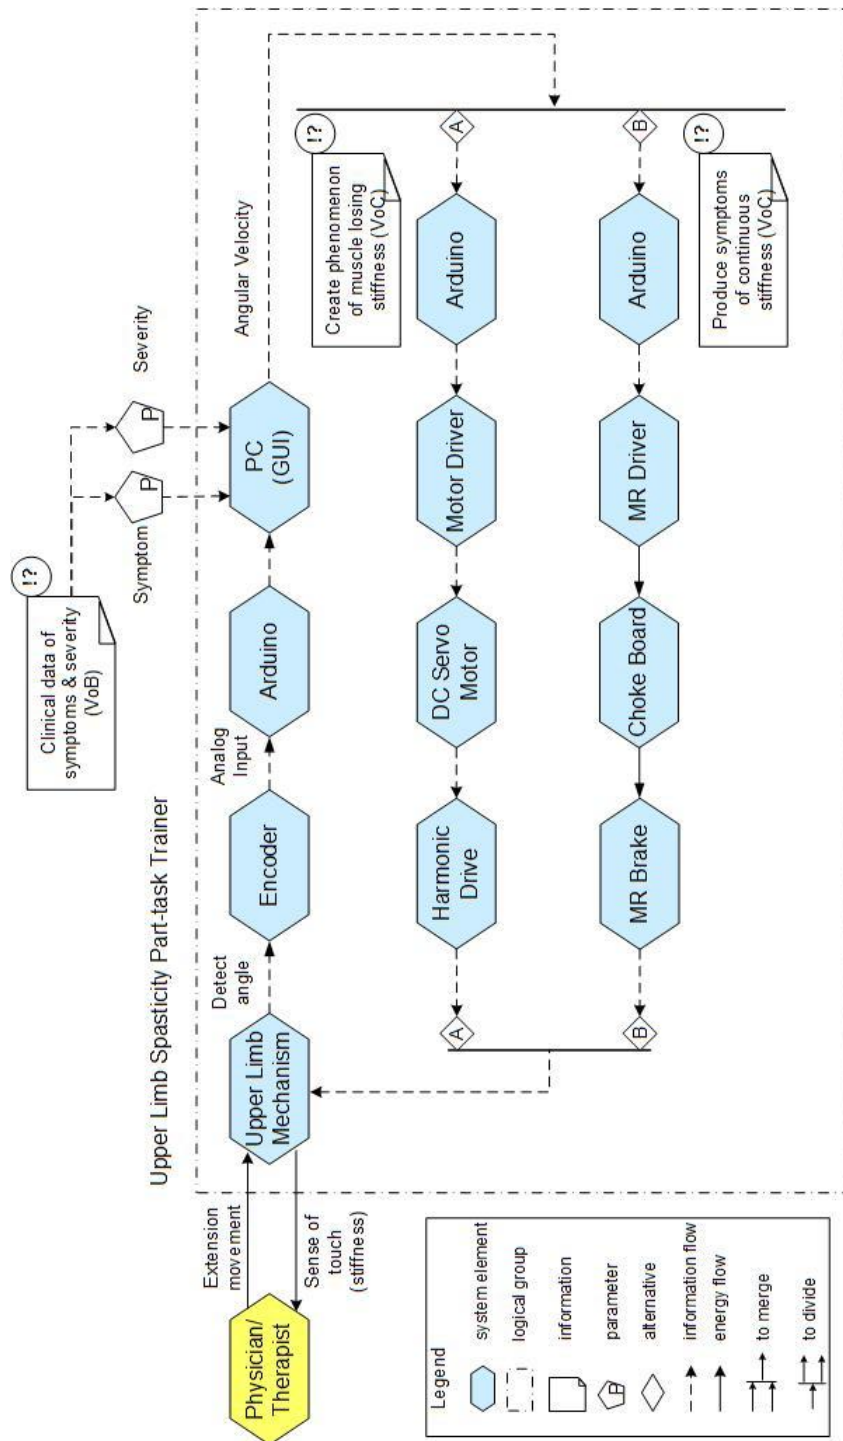 Upper Limb Spasticity Part-task Trainer
Clinical data of
symptoms & severity
(VoB)
!?
Symptom
P
Severity
P
Physician/
Therapist
Extension
movement
Sense of
touch
(stiffness)
Upper Limb
Mechanism
Detect
angle
Encoder
Analog
Input
Arduino
PC
(GUI)
Angular Velocity
Create phenomenon
of muscle losing
stiffness (VoC)
!?
A
Harmonic
Drive
DC Servo
Motor
Motor Driver
Arduino
A
B
MR Brake
Choke Board
MR Driver
Arduino
B
Produce symptoms
of continuous
stiffness (VoC)
!?
Legend
system element
logical group
information
P
parameter
alternative
information flow
energy flow
to merge
to divide